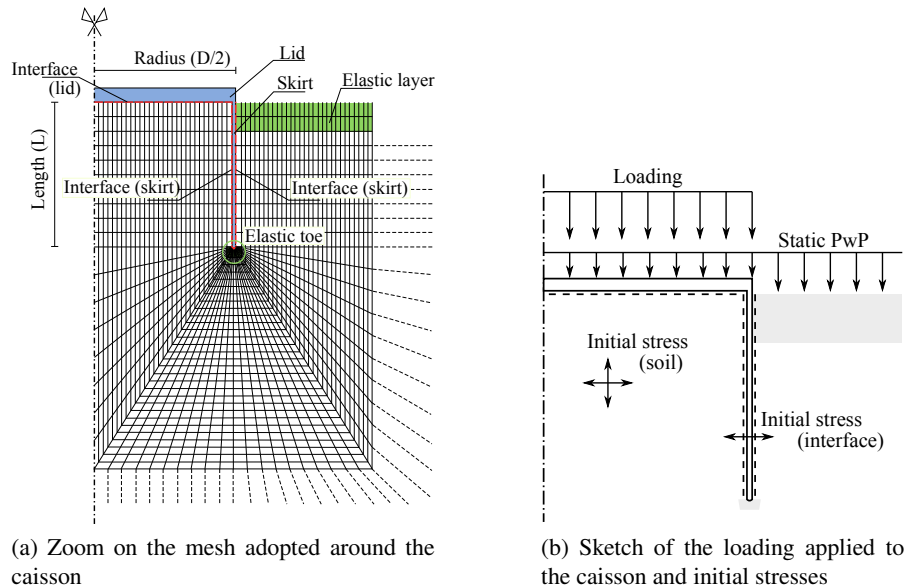 Radius (D/2)
Lid
Interface
(lid)
Skirt
Elastic layer
Length (L)
Interface (skirt)
Interface (skirt)
Elastic toe
(a) Zoom on the mesh adopted around the
caisson
Loading
Static PwP
Initial stress
(soil)
Initial stress
(interface)
(b) Sketch of the loading applied to
the caisson and initial stresses